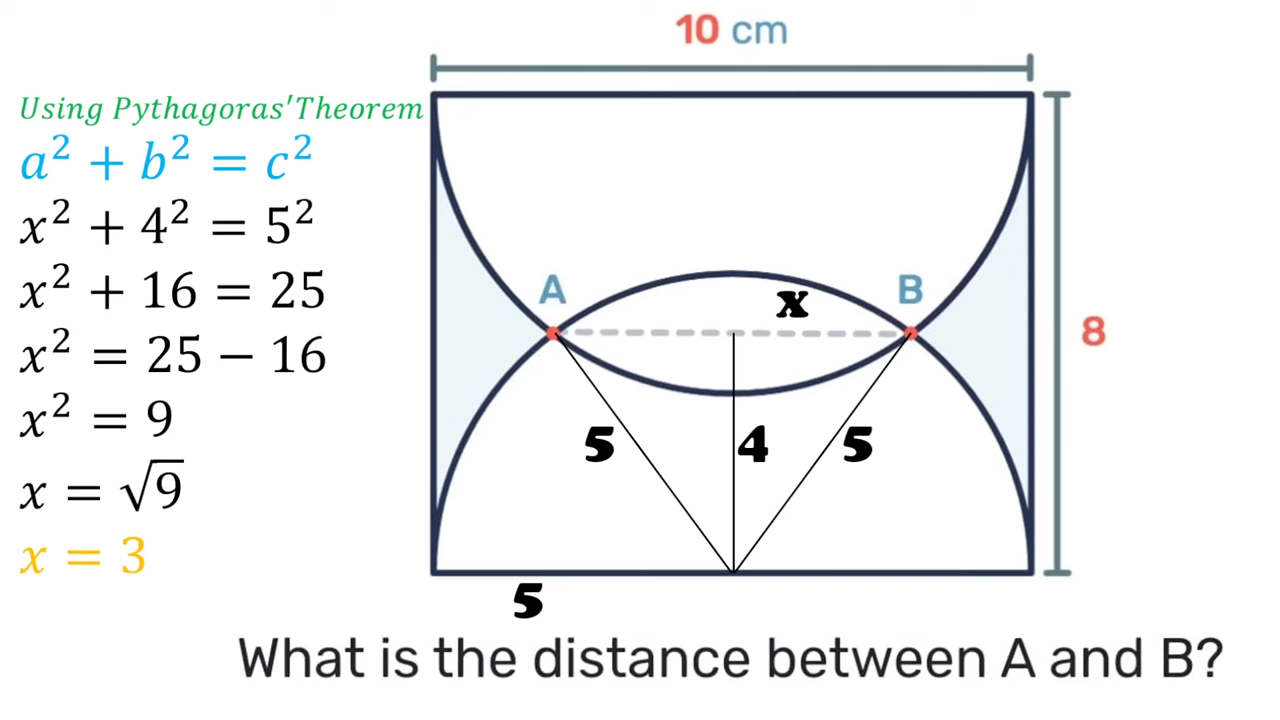 10 cm
Using Pythagoras'Theorem
a² + b² = c²
x² + 4² = 5²
x² + 16 = 25
x² = 25 − 16
x² = 9
x = √9
x = 3
A
B
x
8
5
4
5
5
What is the distance between A and B?